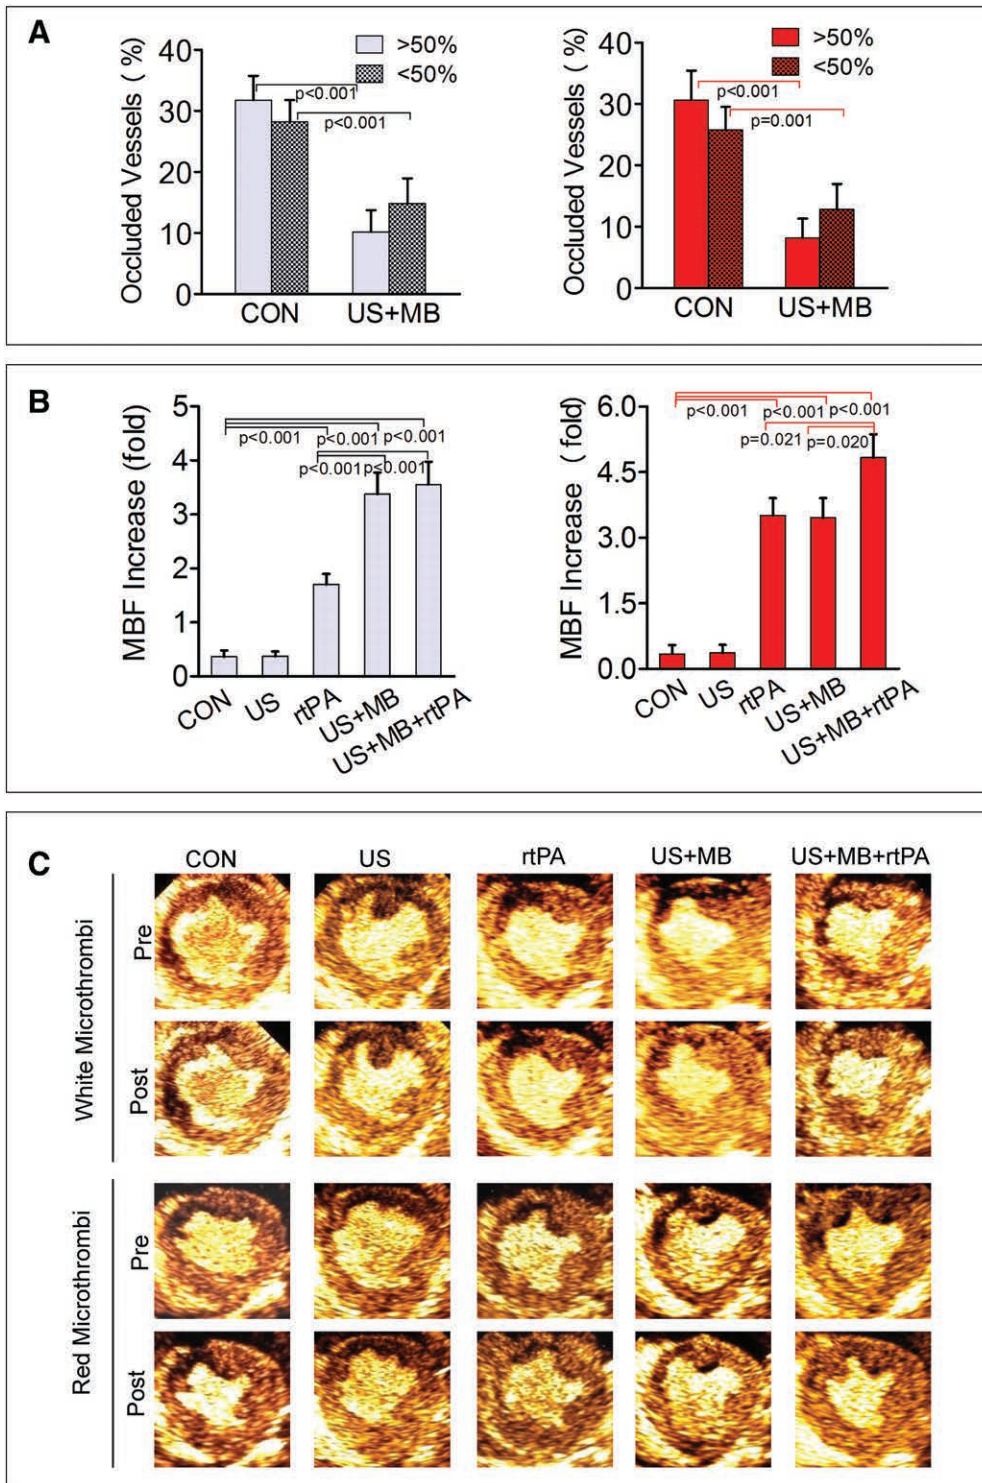 A
Occluded Vessels ( %)
40
30
20
10
0
>50%
<50%
p<0.001
p<0.001
CON US+MB
Occluded Vessels ( %)
40
30
20
10
0
>50%
<50%
p<0.001
p=0.001
CON US+MB
B
MBF Increase (fold)
5
4
3
2
1
0
p<0.001 p<0.001 p<0.001
p<0.001 p<0.001
CON US rtPA US+MB US+MB+rtPA
MBF Increase ( fold)
6.0
4.5
3.0
1.5
0.0
p<0.001 p<0.001 p<0.001
p=0.021 p=0.020
CON US rtPA US+MB US+MB+rtPA
C
CON US rtPA US+MB US+MB+rtPA
White Microthrombi
Pre
Post
Red Microthrombi
Pre
Post